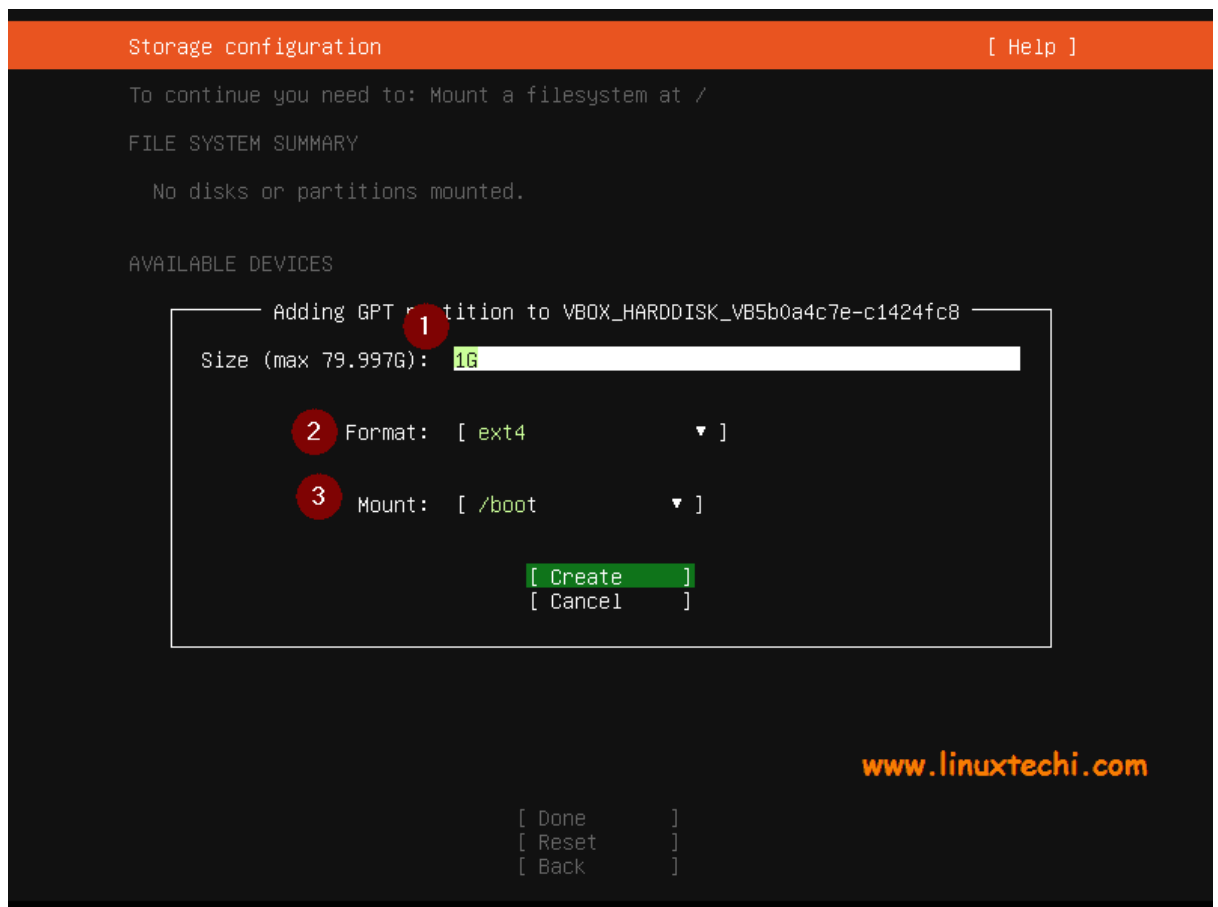 Storage configuration [ Help ]
To continue you need to: Mount a filesystem at /
FILE SYSTEM SUMMARY
No disks or partitions mounted.
AVAILABLE DEVICES
Adding GPT partition to VBOX_HARDDISK_VB5b0a4c7e-c1424fc8
1
Size (max 79.997G): 1G
2 Format: [ ext4 ▾ ]
3 Mount: [ /boot ▾ ]
[ Create ]
[ Cancel ]
www.linuxtechi.com
[ Done ]
[ Reset ]
[ Back ]